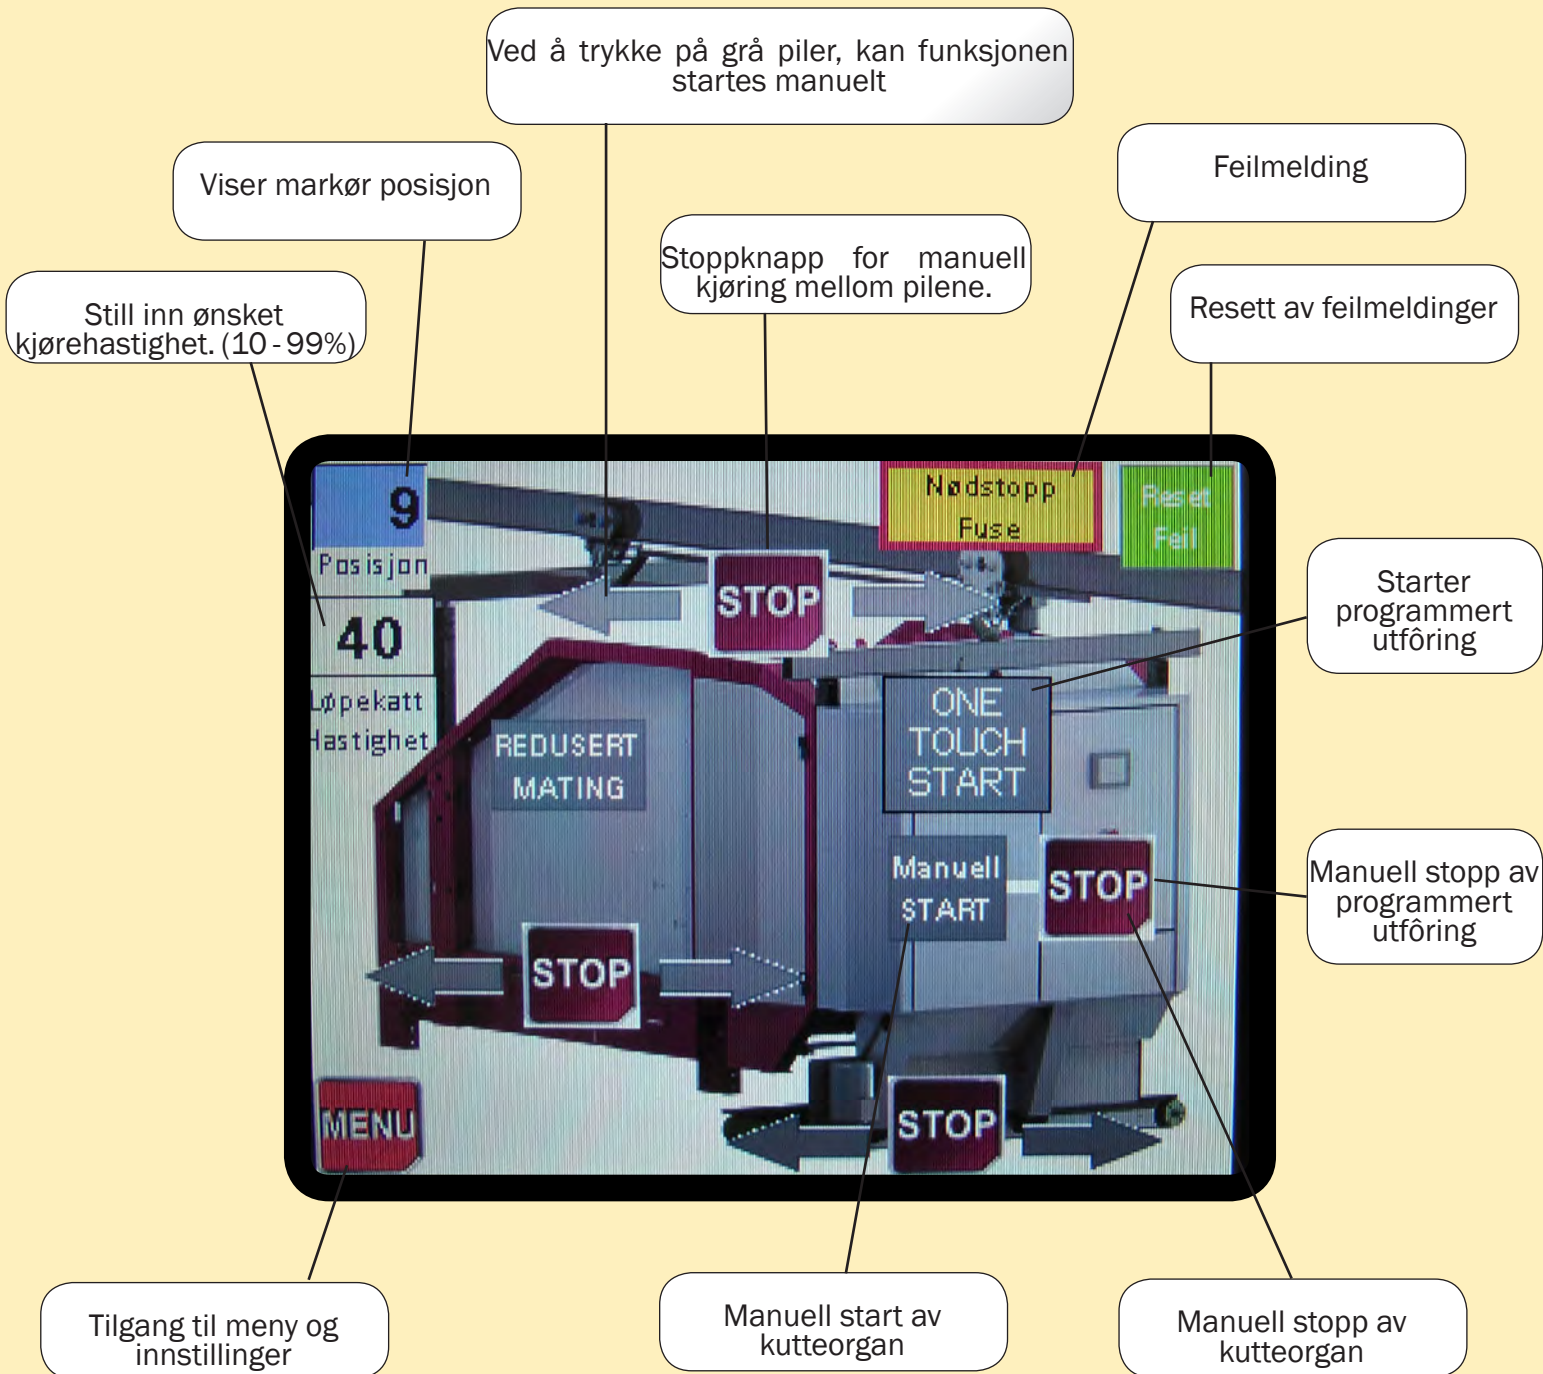 Ved å trykke på grå piler, kan funksjonen
startes manuelt
Viser markør posisjon
Feilmelding
Stoppknapp for manuell
kjøring mellom pilene.
Still inn ønsket
kjørehastighet. (10 - 99%)
Resett av feilmeldinger
9
Posisjon
Nødstopp
Fuse
Reset
Feil
STOP
40
Løpekatt
Hastighet
Starter
programmert
utfôring
REDUSERT
MATING
ONE
TOUCH
START
Manuell
START
STOP
Manuell stopp av
programmert
utfôring
STOP
MENU
STOP
Tilgang til meny og
innstillinger
Manuell start av
kutteorgan
Manuell stopp av
kutteorgan